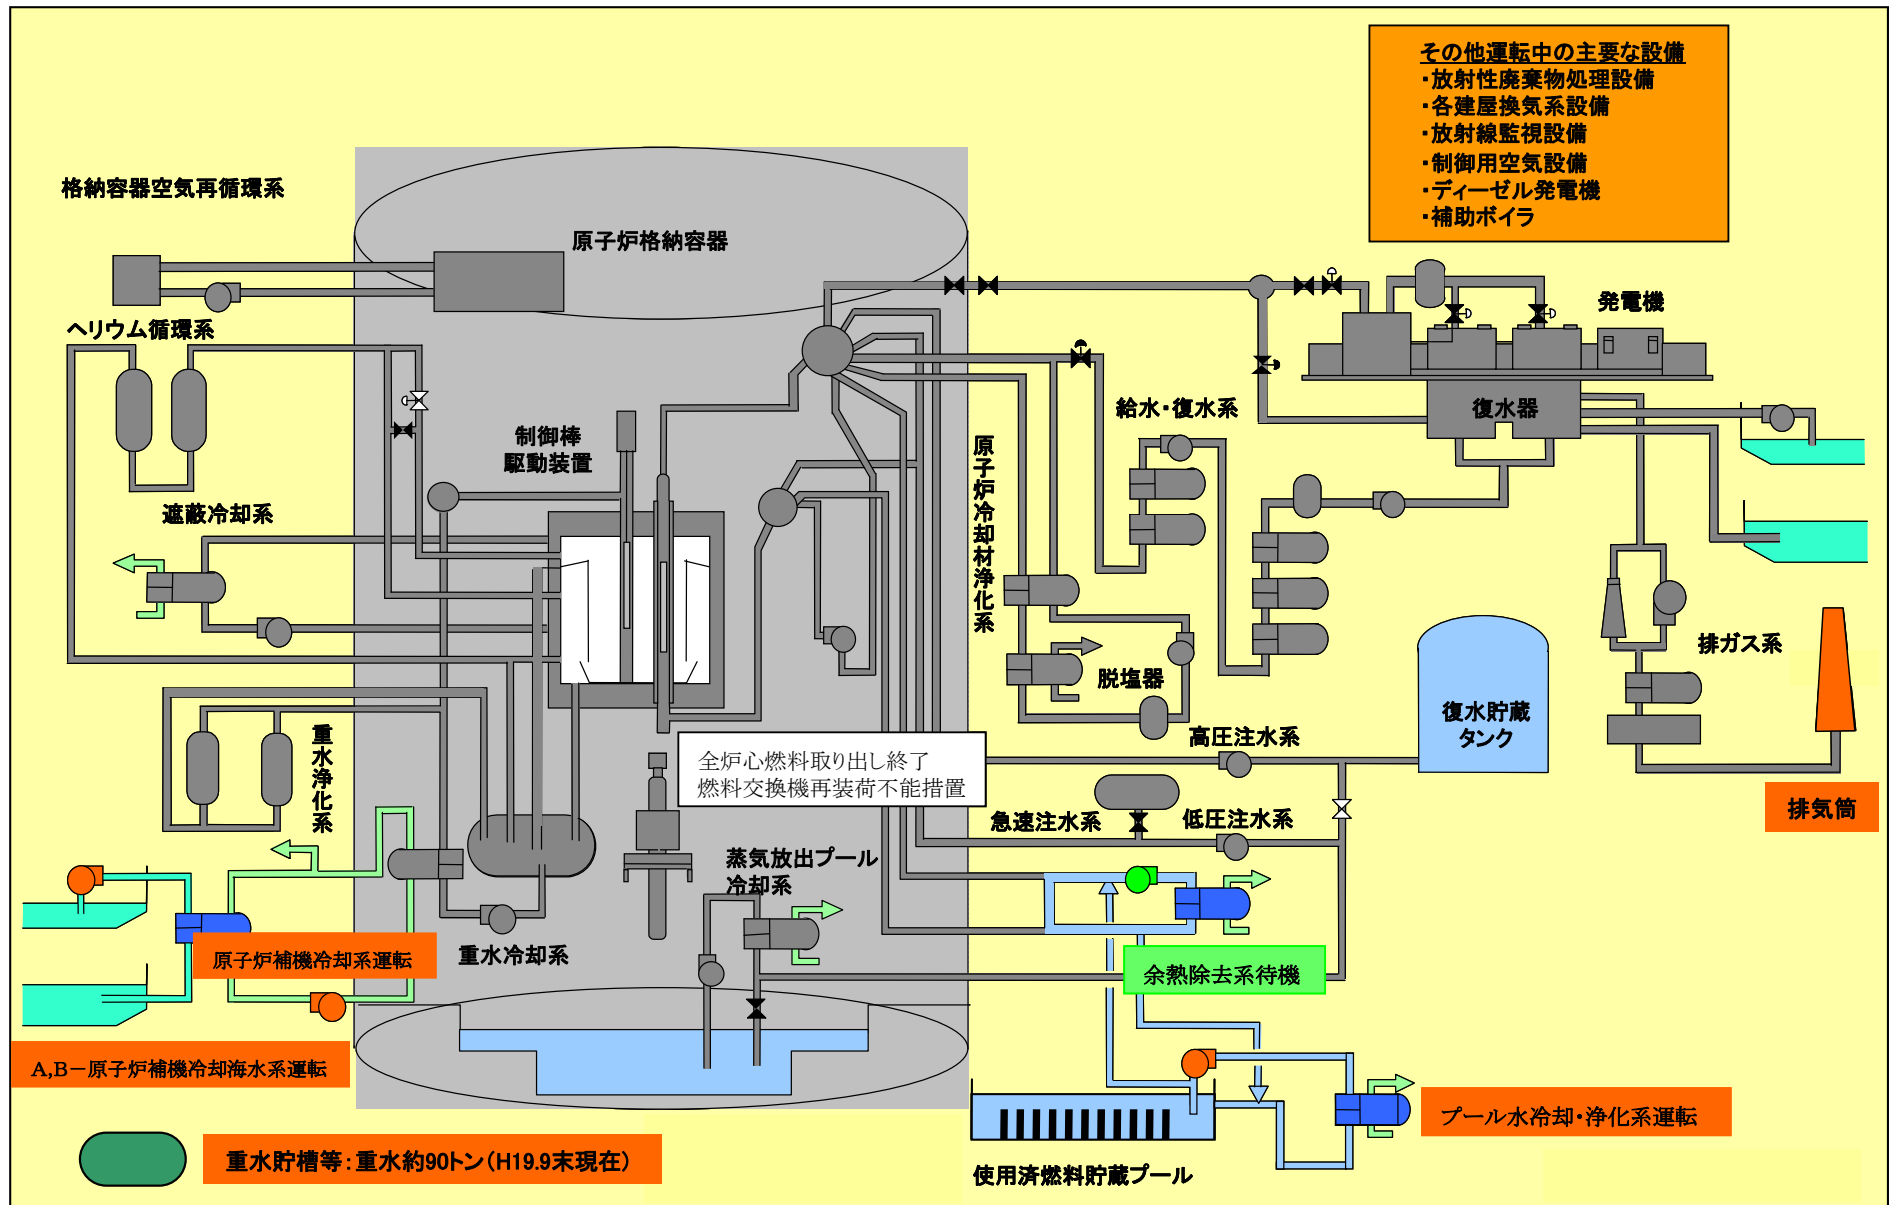 その他運転中の主要な設備
・放射性廃棄物処理設備
・各建屋換気系設備
・放射線監視設備
・制御用空気設備
・ディーゼル発電機
・補助ボイラ
格納容器空気再循環系
原子炉格納容器
ヘリウム循環系
発電機
給水・復水系
復水器
制御棒
駆動装置
原子炉冷却材浄化系
遮蔽冷却系
排ガス系
脱塩器
復水貯蔵
タンク
重水浄化系
高圧注水系
全炉心燃料取り出し終了
燃料交換機再装荷不能措置
排気筒
急速注水系
低圧注水系
蒸気放出プール
冷却系
原子炉補機冷却系運転
重水冷却系
余熱除去系待機
A,B－原子炉補機冷却海水系運転
プール水冷却・浄化系運転
重水貯槽等：重水約90トン（H19.9末現在）
使用済燃料貯蔵プール